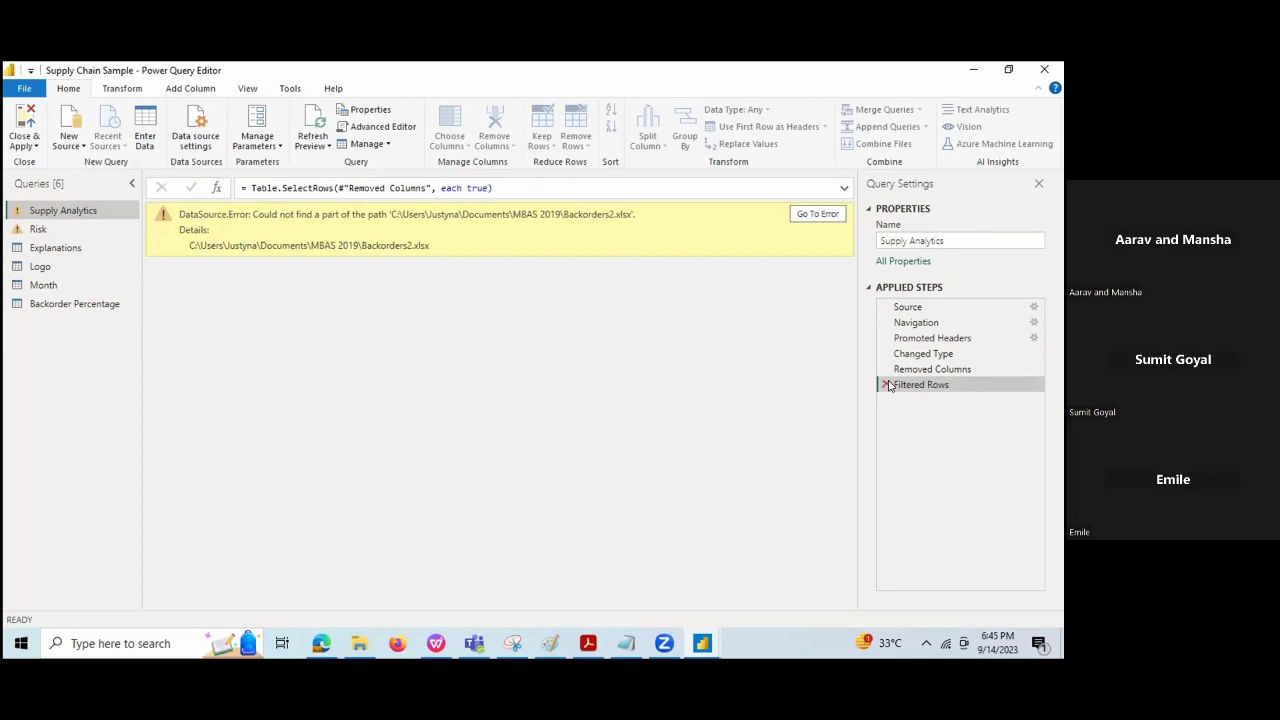 Supply Chain Sample - Power Query Editor
File Home Transform Add Column View Tools Help
Close & Apply
New Source
Recent Sources
Enter Data
Data source settings
Manage Parameters
Refresh Preview
Properties
Advanced Editor
Manage
Choose Columns
Remove Columns
Keep Rows
Remove Rows
Split Column
Group By
Data Type: Any
Use First Row as Headers
Replace Values
Merge Queries
Append Queries
Combine Files
Text Analytics
Vision
Azure Machine Learning
Close New Query Data Sources Parameters Query Manage Columns Reduce Rows Sort Transform Combine AI Insights
Queries [6]
Supply Analytics
Risk
Explanations
Logo
Month
Backorder Percentage
fx = Table.SelectRows(#"Removed Columns", each true)
DataSource.Error: Could not find a part of the path 'C:\Users\Justyna\Documents\MBAS 2019\Backorders2.xlsx'.
Details:
C:\Users\Justyna\Documents\MBAS 2019\Backorders2.xlsx
Go To Error
Query Settings
PROPERTIES
Name
Supply Analytics
All Properties
APPLIED STEPS
Source
Navigation
Promoted Headers
Changed Type
Removed Columns
Filtered Rows
READY
Type here to search
33°C
6:45 PM
9/14/2023
1
Aarav and Mansha
Aarav and Mansha
Sumit Goyal
Sumit Goyal
Emile
Emile